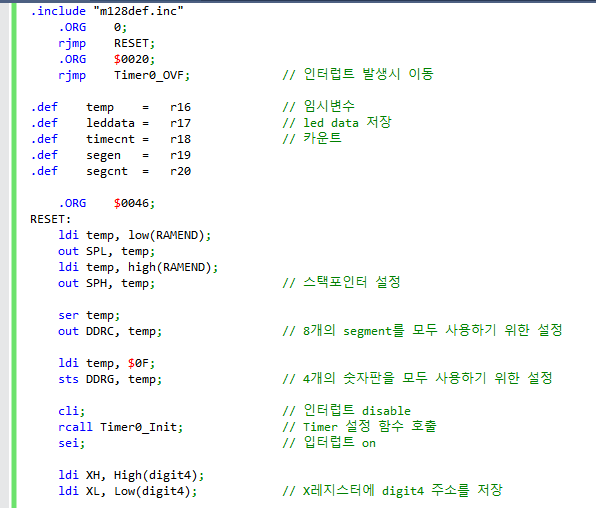 .include "m128def.inc"
.ORG 0;
rjmp RESET;
.ORG $0020;
rjmp Timer0_OVF; // 인터럽트 발생시 이동
.def temp = r16 // 임시변수
.def leddata = r17 // led data 저장
.def timecnt = r18 // 카운트
.def segen = r19
.def segcnt = r20
.ORG $0046;
RESET:
ldi temp, low(RAMEND);
out SPL, temp;
ldi temp, high(RAMEND);
out SPH, temp; // 스택포인터 설정
ser temp;
out DDRC, temp; // 8개의 segment를 모두 사용하기 위한 설정
ldi temp, $0F;
sts DDRG, temp; // 4개의 숫자판을 모두 사용하기 위한 설정
cli; // 인터럽트 disable
rcall Timer0_Init; // Timer 설정 함수 호출
sei; // 입터럽트 on
ldi XH, High(digit4);
ldi XL, Low(digit4); // X레지스터에 digit4 주소를 저장